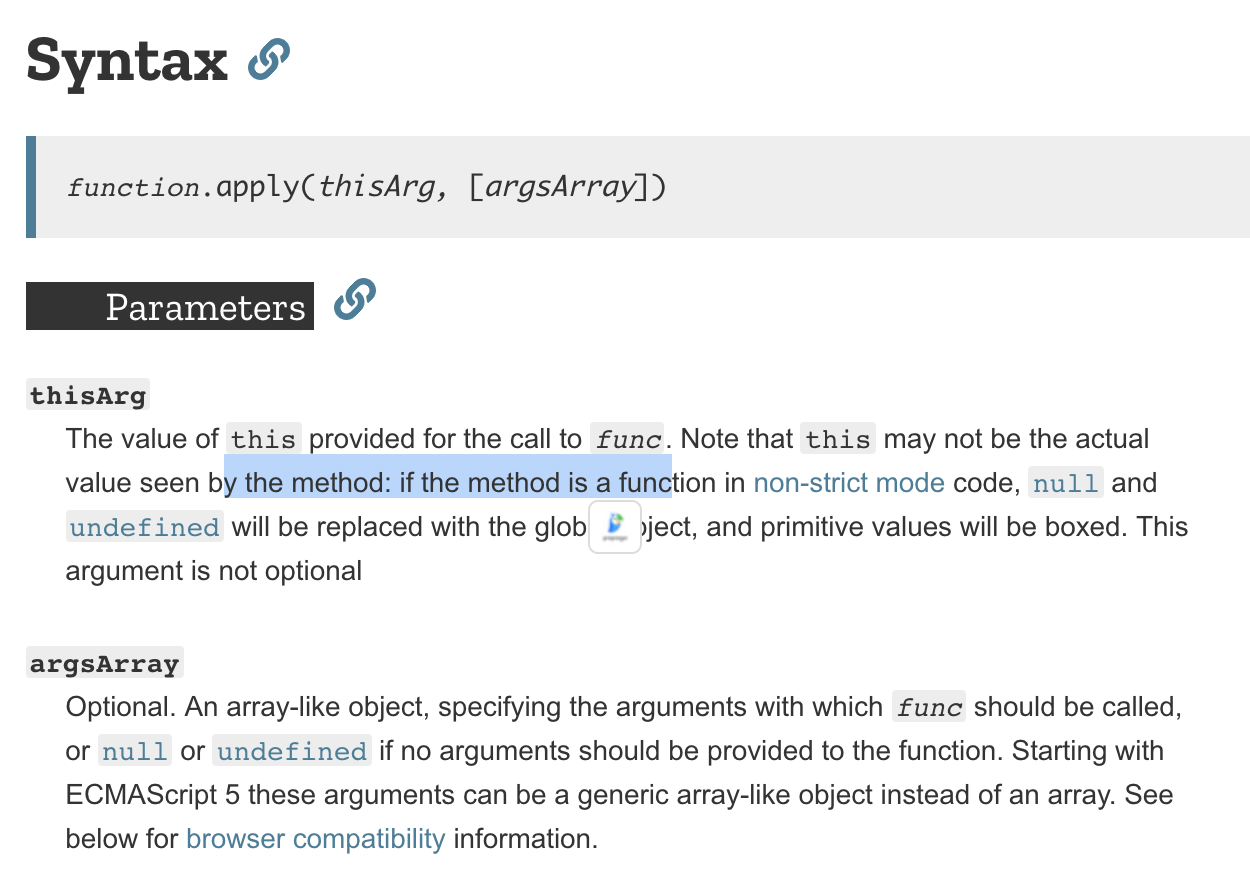 Syntax
function.apply(thisArg, [argsArray])
Parameters
thisArg
The value of this provided for the call to func. Note that this may not be the actual
value seen by the method: if the method is a function in non-strict mode code, null and
undefined will be replaced with the glob ject, and primitive values will be boxed. This
argument is not optional
argsArray
Optional. An array-like object, specifying the arguments with which func should be called,
or null or undefined if no arguments should be provided to the function. Starting with
ECMAScript 5 these arguments can be a generic array-like object instead of an array. See
below for browser compatibility information.